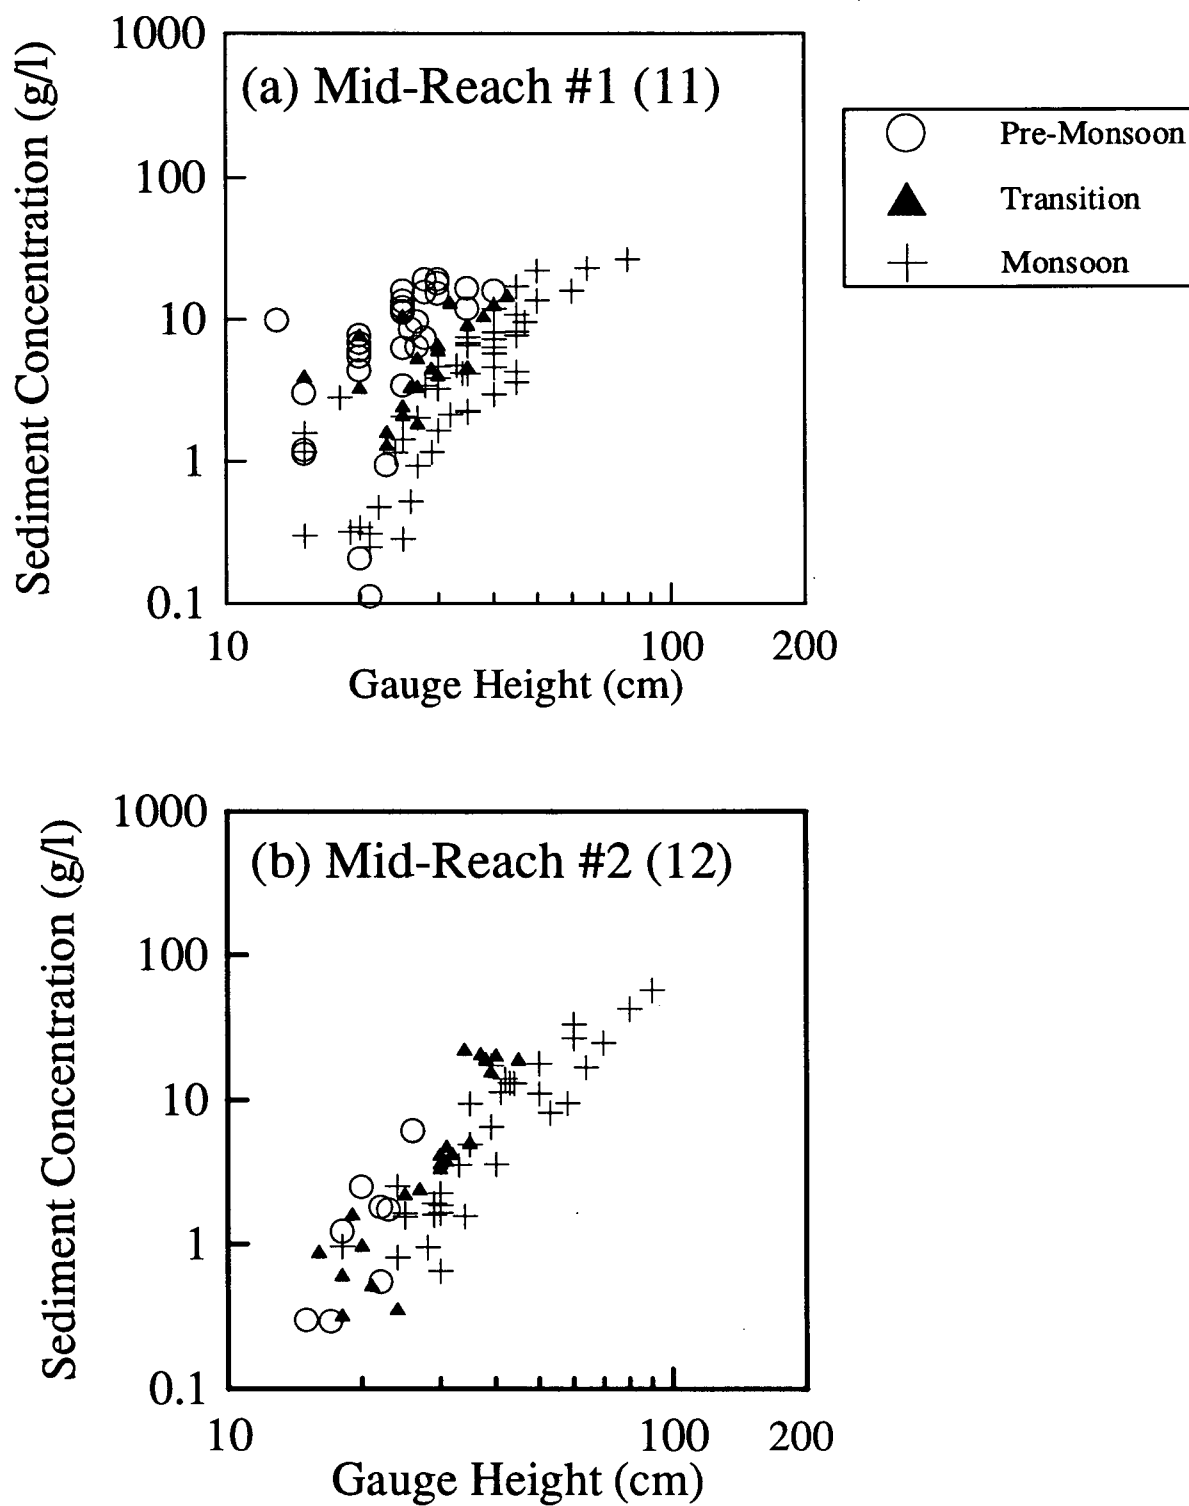 1000
(a) Mid-Reach #1 (11)
100
10
1
0.1
Sediment Concentration (g/l)
10
100
200
Gauge Height (cm)
Pre-Monsoon
Transition
Monsoon
1000
(b) Mid-Reach #2 (12)
100
10
1
0.1
Sediment Concentration (g/l)
10
100
200
Gauge Height (cm)